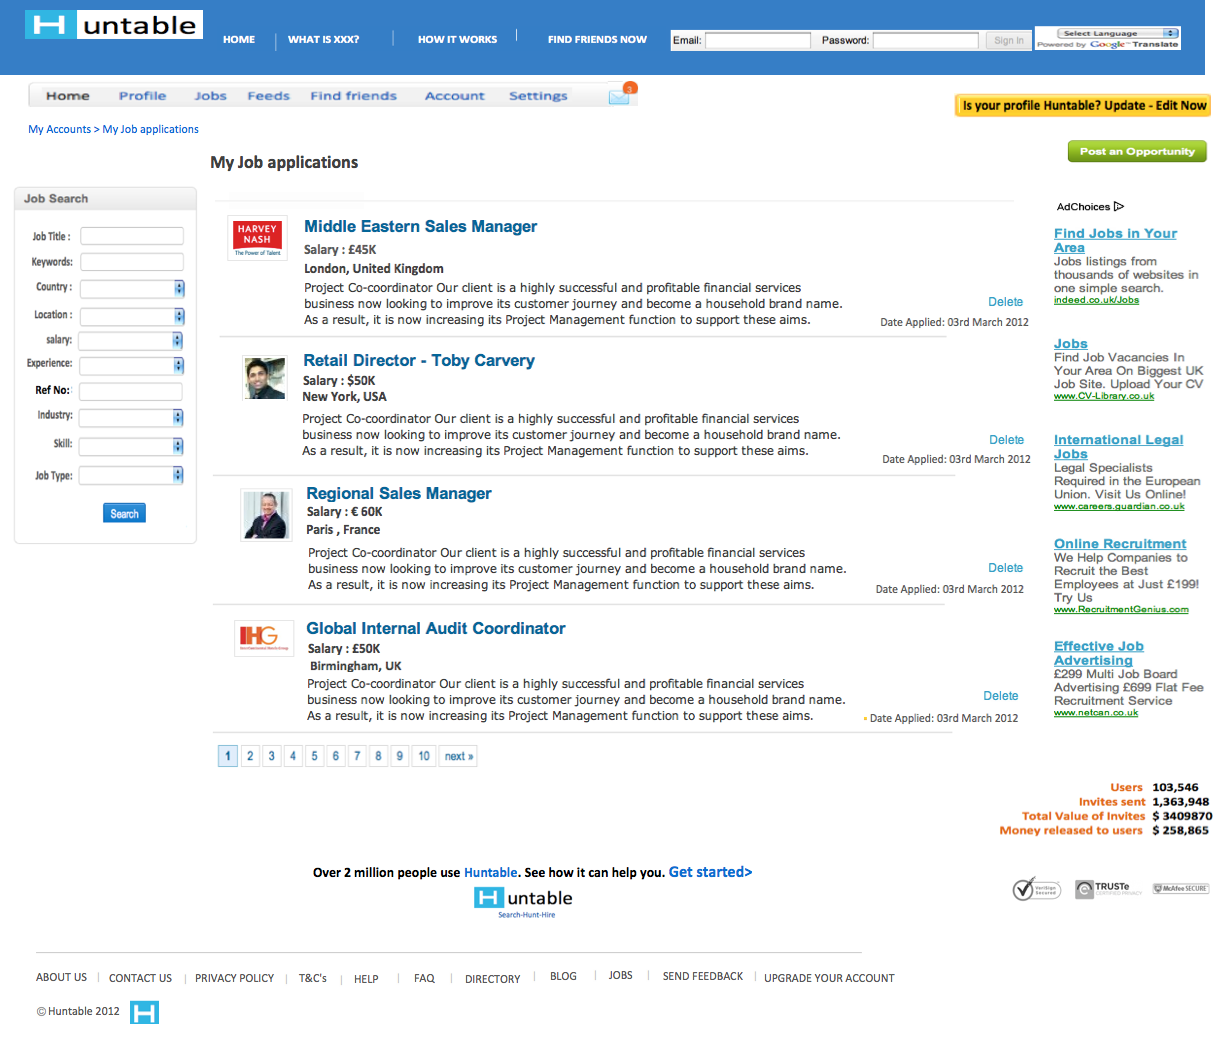 H untable
HOME
WHAT IS XXX?
HOW IT WORKS
FIND FRIENDS NOW
Email:
Password:
Sign In
Select Language
Powered by Google™ Translate
Home Profile Jobs Feeds Find friends Account Settings
3
Is your profile Huntable? Update - Edit Now
My Accounts > My Job applications
Post an Opportunity
My Job applications
Job Search
Job Title :
Keywords:
Country :
Location :
salary:
Experience:
Ref No:
Industry:
Skill:
Job Type:
Search
HARVEY
NASH
The Power of Talent
Middle Eastern Sales Manager
Salary : £45K
London, United Kingdom
Project Co-coordinator Our client is a highly successful and profitable financial services
business now looking to improve its customer journey and become a household brand name.
As a result, it is now increasing its Project Management function to support these aims.
Delete
Date Applied: 03rd March 2012
Retail Director - Toby Carvery
Salary : $50K
New York, USA
Project Co-coordinator Our client is a highly successful and profitable financial services
business now looking to improve its customer journey and become a household brand name.
As a result, it is now increasing its Project Management function to support these aims.
Delete
Date Applied: 03rd March 2012
Regional Sales Manager
Salary : € 60K
Paris , France
Project Co-coordinator Our client is a highly successful and profitable financial services
business now looking to improve its customer journey and become a household brand name.
As a result, it is now increasing its Project Management function to support these aims.
Delete
Date Applied: 03rd March 2012
IHG
Global Internal Audit Coordinator
Salary : £50K
Birmingham, UK
Project Co-coordinator Our client is a highly successful and profitable financial services
business now looking to improve its customer journey and become a household brand name.
As a result, it is now increasing its Project Management function to support these aims.
Delete
Date Applied: 03rd March 2012
1 2 3 4 5 6 7 8 9 10 next »
AdChoices
Find Jobs in Your
Area
Jobs listings from
thousands of websites in
one simple search.
indeed.co.uk/Jobs
Jobs
Find Job Vacancies In
Your Area On Biggest UK
Job Site. Upload Your CV
www.CV-Library.co.uk
International Legal
Jobs
Legal Specialists
Required in the European
Union. Visit Us Online!
www.careers.guardian.co.uk
Online Recruitment
We Help Companies to
Recruit the Best
Employees at Just £199!
Try Us
www.RecruitmentGenius.com
Effective Job
Advertising
£299 Multi Job Board
Advertising £699 Flat Fee
Recruitment Service
www.netcan.co.uk
Users 103,546
Invites sent 1,363,948
Total Value of Invites $ 3409870
Money released to users $ 258,865
Over 2 million people use Huntable. See how it can help you. Get started>
H untable
Search-Hunt-Hire
VeriSign
Secured
TRUSTe
CERTIFIED PRIVACY
McAfee SECURE
ABOUT US | CONTACT US | PRIVACY POLICY | T&C's | HELP | FAQ | DIRECTORY | BLOG | JOBS | SEND FEEDBACK | UPGRADE YOUR ACCOUNT
© Huntable 2012 H